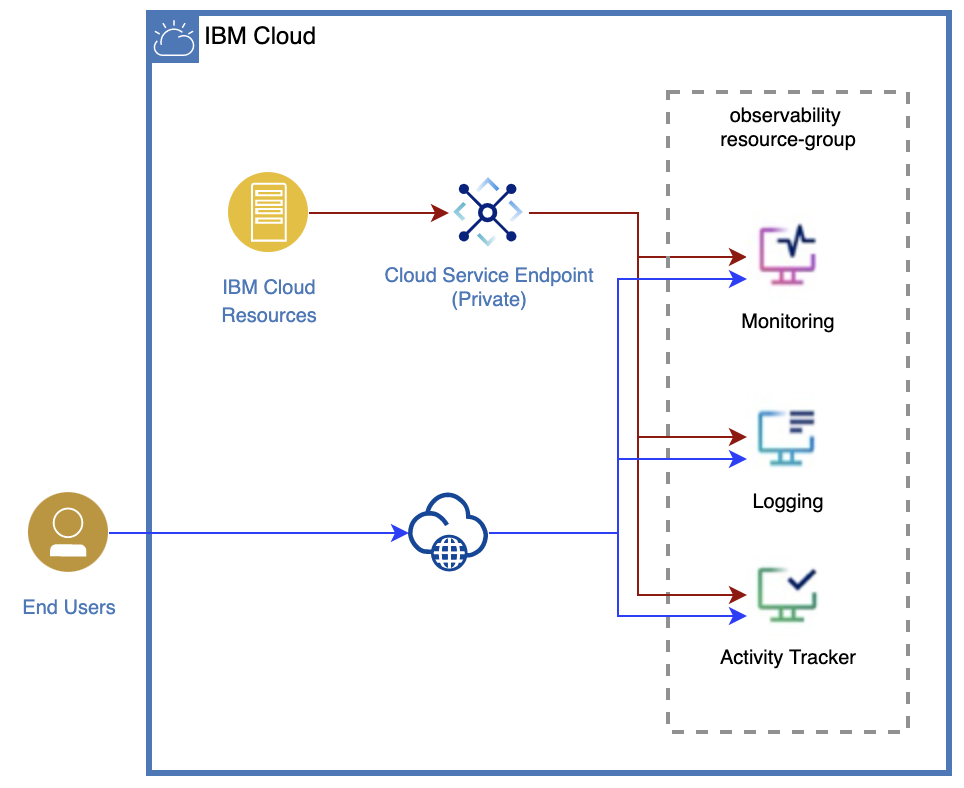 IBM Cloud
observability
resource-group
IBM Cloud
Resources
Cloud Service Endpoint
(Private)
Monitoring
Logging
End Users
Activity Tracker